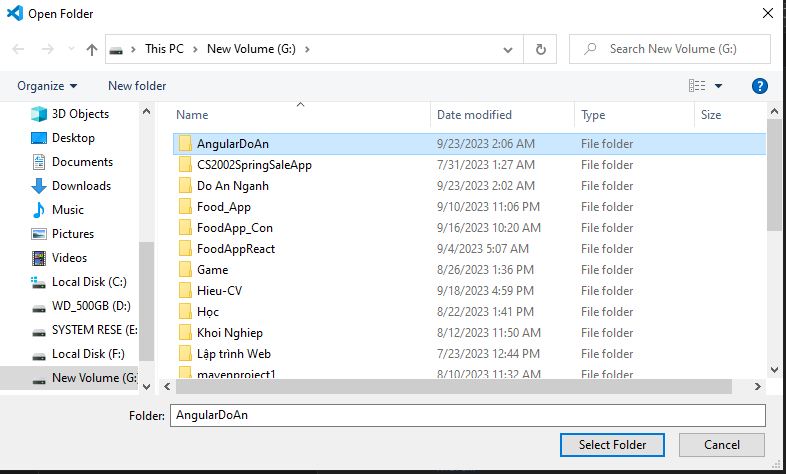 Open Folder
This PC > New Volume (G:) >
Search New Volume (G:)
Organize
New folder
Name Date modified Type Size
3D Objects
Desktop
Documents
Downloads
Music
Pictures
Videos
Local Disk (C:)
WD_500GB (D:)
SYSTEM RESE (E:
Local Disk (F:)
New Volume (G:
AngularDoAn 9/23/2023 2:06 AM File folder
CS2002SpringSaleApp 7/31/2023 1:27 AM File folder
Do An Nganh 9/23/2023 2:02 AM File folder
Food_App 9/10/2023 11:06 PM File folder
FoodApp_Con 9/16/2023 10:20 AM File folder
FoodAppReact 9/4/2023 5:07 AM File folder
Game 8/26/2023 1:36 PM File folder
Hieu-CV 9/18/2023 4:59 PM File folder
Học 8/22/2023 1:41 PM File folder
Khoi Nghiep 8/12/2023 11:50 AM File folder
Lập trình Web 7/23/2023 12:44 PM File folder
mavenproject1 8/10/2023 11:32 AM File folder
Folder: AngularDoAn
Select Folder
Cancel